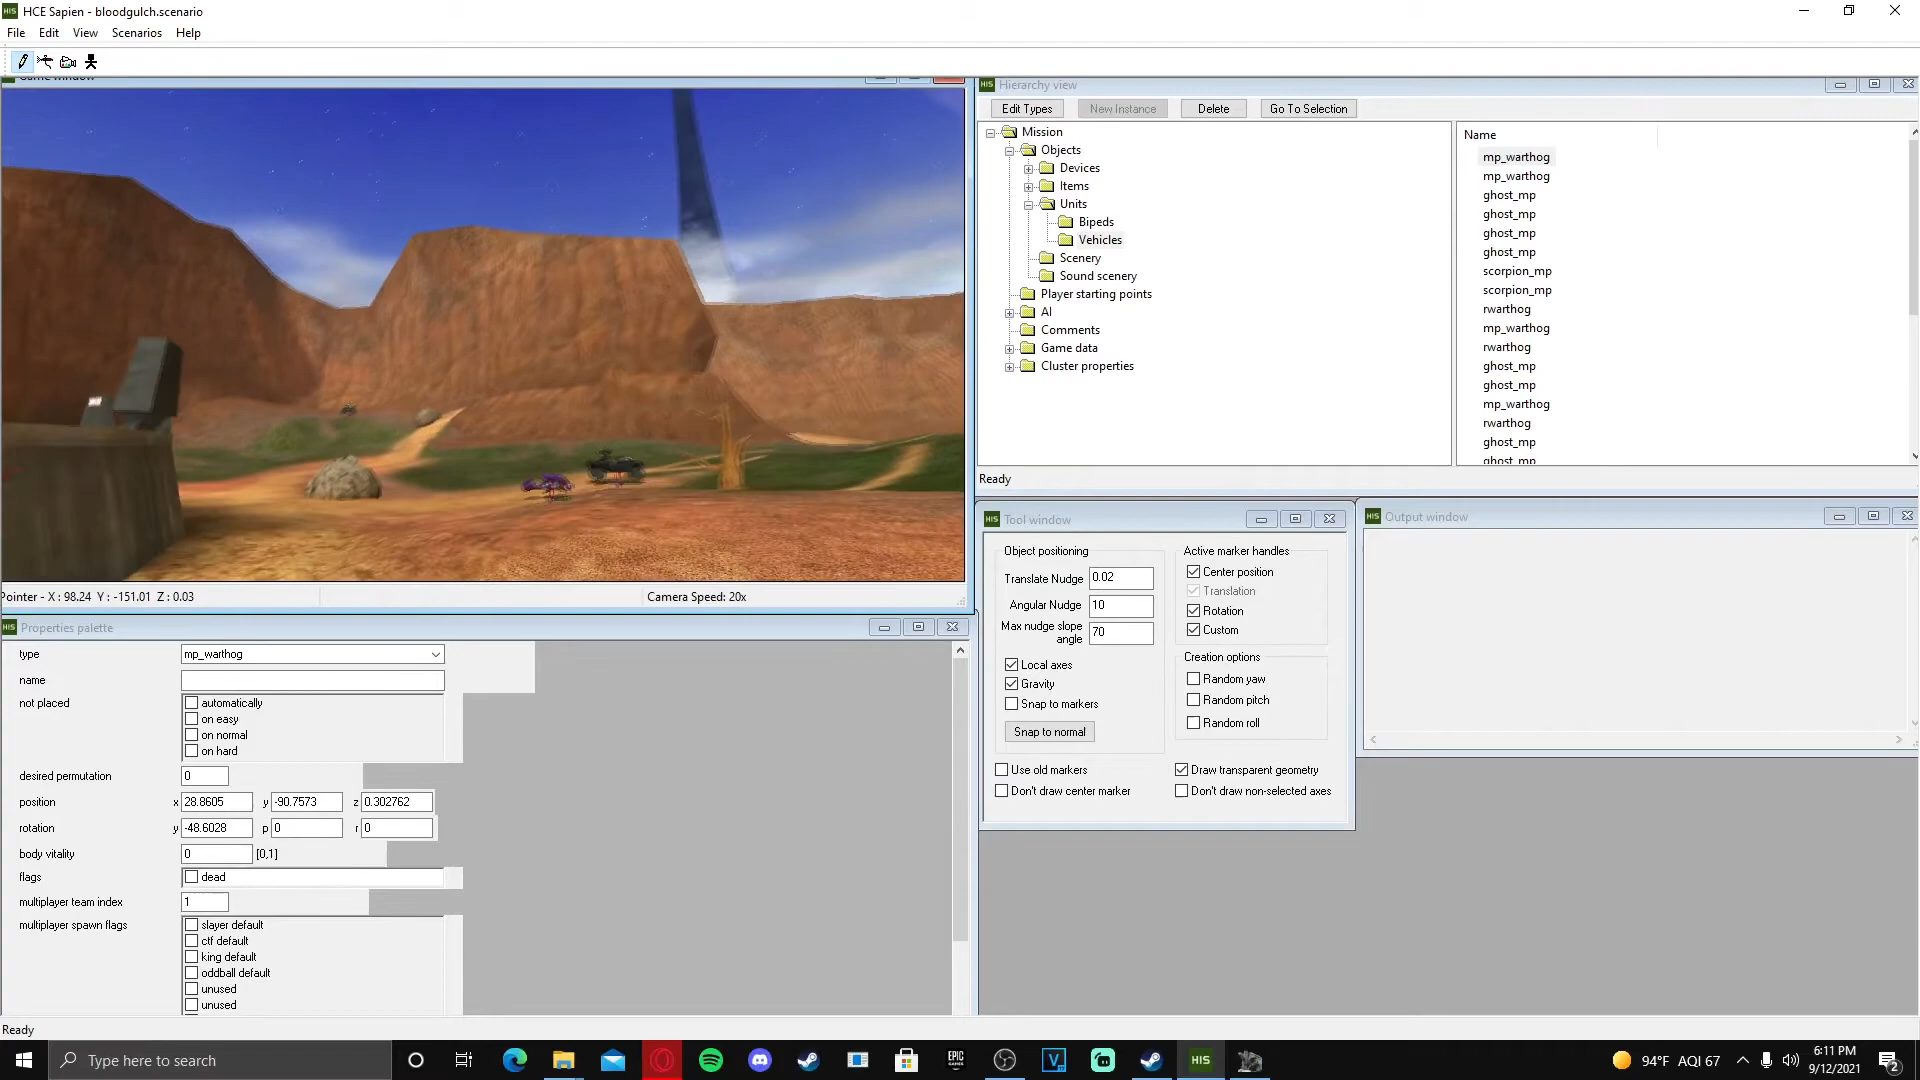 HCE Sapien - bloodgulch.scenario
File Edit View Scenarios Help
Hierarchy view
Edit Types New Instance Delete Go To Selection
Mission
Objects
Devices
Items
Units
Bipeds
Vehicles
Scenery
Sound scenery
Player starting points
AI
Comments
Game data
Cluster properties
Name
mp_warthog
mp_warthog
ghost_mp
ghost_mp
ghost_mp
ghost_mp
scorpion_mp
scorpion_mp
rwarthog
mp_warthog
rwarthog
ghost_mp
ghost_mp
mp_warthog
rwarthog
ghost_mp
ghost_mp
Ready
Pointer - X : 98.24 Y : -151.01 Z : 0.03
Camera Speed: 20x
Properties palette
type mp_warthog
name
not placed automatically
on easy
on normal
on hard
desired permutation 0
position x 28.8605 y -90.7573 z 0.302762
rotation y -48.6028 p 0 r 0
body vitality 0 [0,1]
flags dead
multiplayer team index 1
multiplayer spawn flags slayer default
ctf default
king default
oddball default
unused
unused
HIS Tool window
Object positioning
Translate Nudge 0.02
Angular Nudge 10
Max nudge slope angle 70
Local axes
Gravity
Snap to markers
Snap to normal
Use old markers
Don't draw center marker
Active marker handles
Center position
Translation
Rotation
Custom
Creation options
Random yaw
Random pitch
Random roll
Draw transparent geometry
Don't draw non-selected axes
HIS Output window
Ready
Type here to search
EPIC GAMES
HIS
94°F AQI 67
6:11 PM
9/12/2021
2